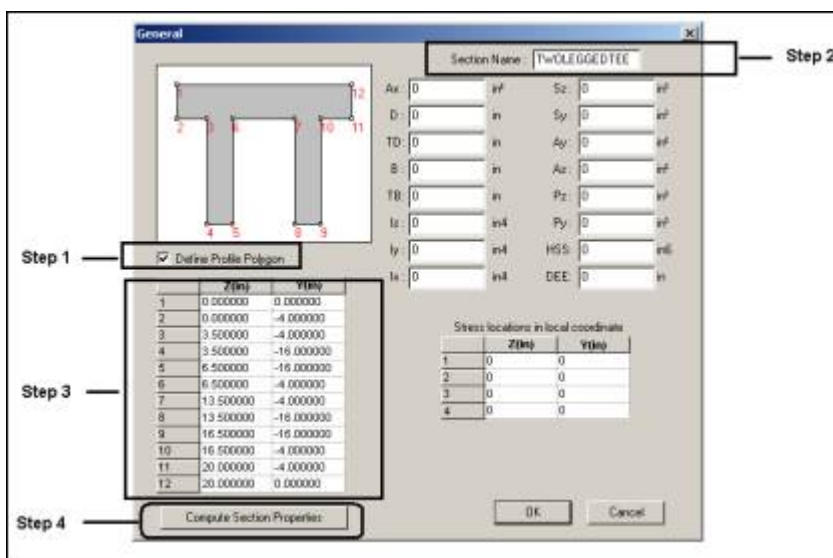 General
Section Name : TWOLEGGEDTEE
Step 2
1 12
2 3 6 7 10 11
4 5 8 9
Ax : 0 in² Sz : 0 in³
D : 0 in Sy : 0 in³
TD : 0 in Ay : 0 in²
B : 0 in Az : 0 in²
TB : 0 in Pz : 0 in³
Iz : 0 in4 Py : 0 in³
Iy : 0 in4 HSS : 0 in6
Ix : 0 in4 DEE : 0 in
Step 1
Define Profile Polygon
Z(in) Y(in)
1 0.000000 0.000000
2 0.000000 -4.000000
3 3.500000 -4.000000
4 3.500000 -16.000000
5 6.500000 -16.000000
6 6.500000 -4.000000
7 13.500000 -4.000000
8 13.500000 -16.000000
9 16.500000 -16.000000
10 16.500000 -4.000000
11 20.000000 -4.000000
12 20.000000 0.000000
Step 3
Stress locations in local coordinate
Z(in) Y(in)
1 0 0
2 0 0
3 0 0
4 0 0
Step 4
Compute Section Properties
OK
Cancel